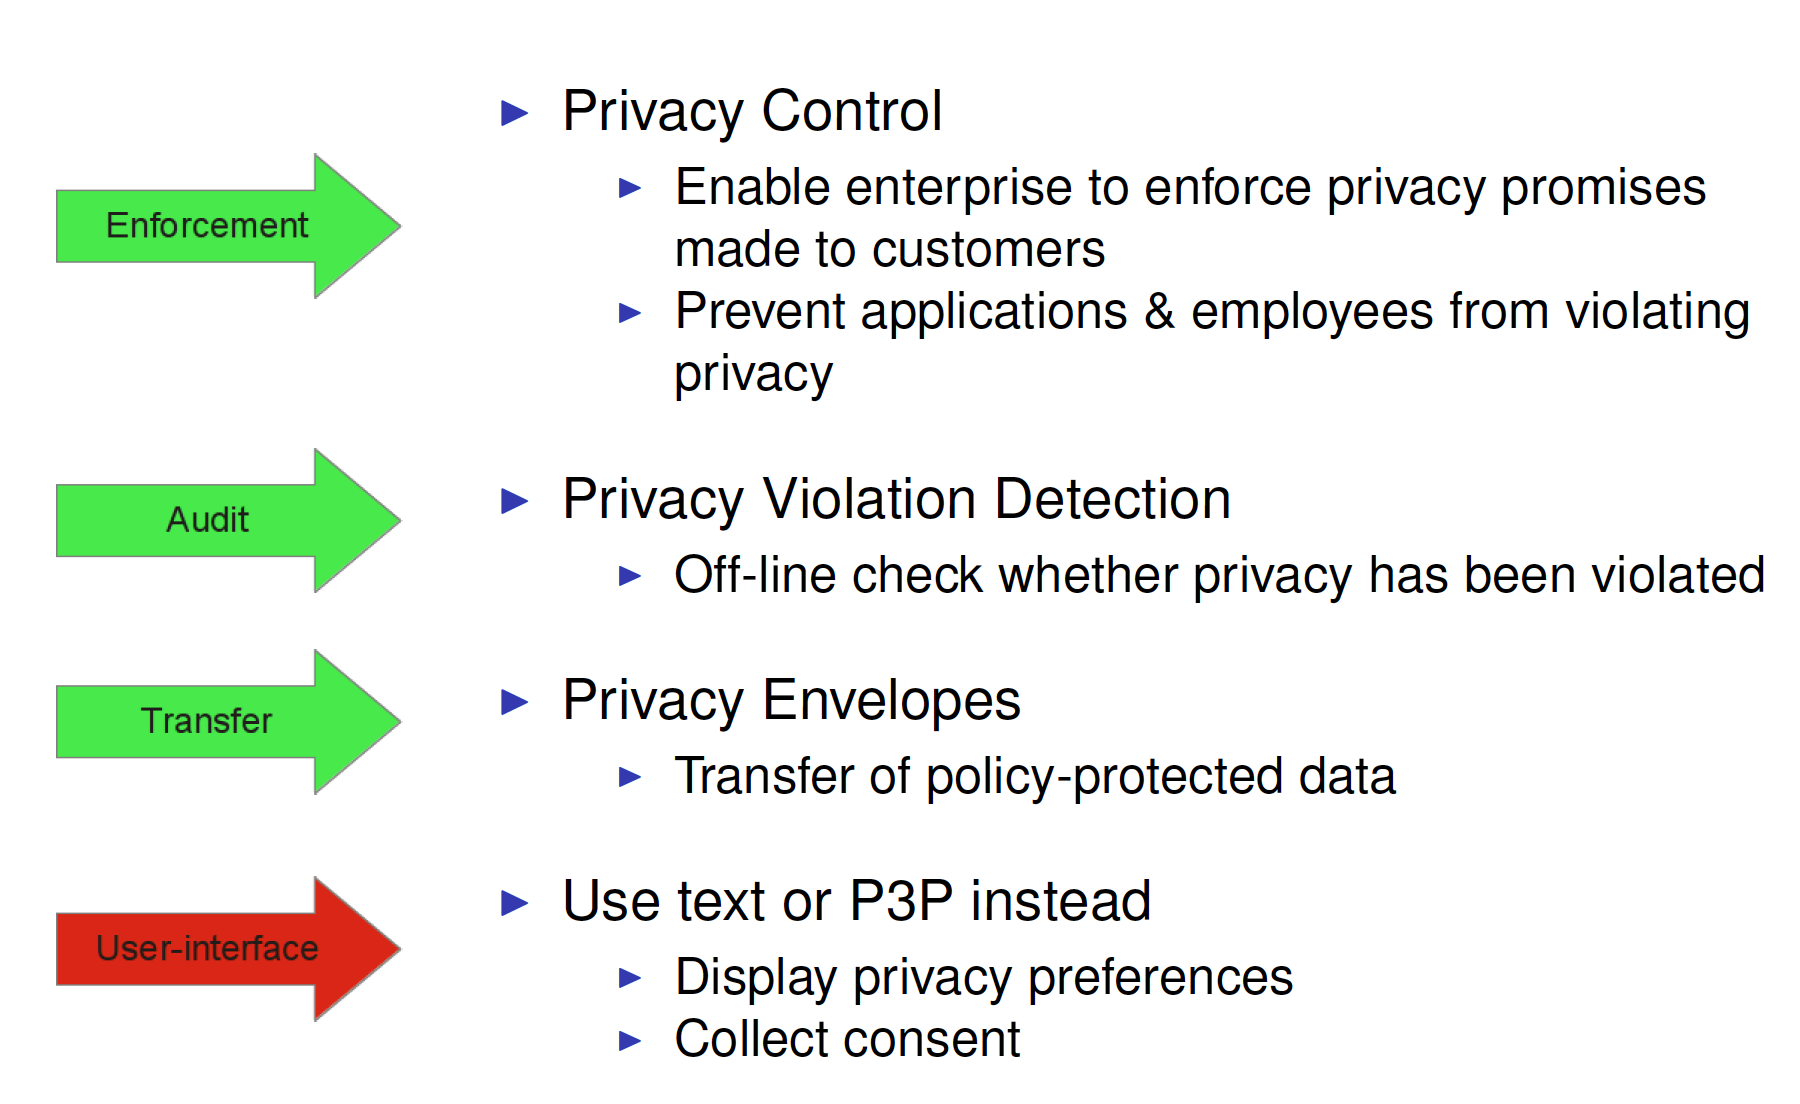 Enforcement
Privacy Control
Enable enterprise to enforce privacy promises
made to customers
Prevent applications & employees from violating
privacy
Audit
Privacy Violation Detection
Off-line check whether privacy has been violated
Transfer
Privacy Envelopes
Transfer of policy-protected data
User-interface
Use text or P3P instead
Display privacy preferences
Collect consent